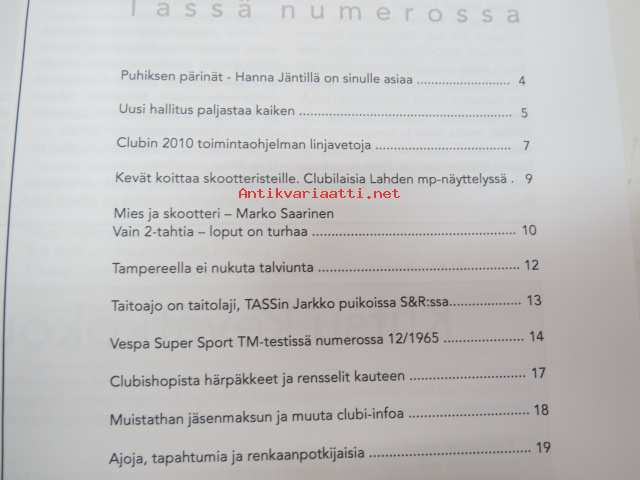 Tässä numerossa
Puhiksen pärinät - Hanna Jäntillä on sinulle asiaa ........................ 4
Uusi hallitus paljastaa kaiken ........................ 5
Clubin 2010 toimintaohjelman linjavetoja ........................ 7
Kevät koittaa skootteristeille. Clubilaisia Lahden mp-näyttelyssä . 9
Antikvariaatti.net
Mies ja skootteri – Marko Saarinen
Vain 2-tahtia – loput on turhaa ........................ 10
Tampereella ei nukuta talviunta ........................ 12
Taitoajo on taitolaji, TASSin Jarkko puikoissa S&R:ssa........................ 13
Vespa Super Sport TM-testissä numerossa 12/1965 ........................ 14
Clubishopista härpäkkeet ja rensselit kauteen ........................ 17
Muistathan jäsenmaksun ja muuta clubi-infoa ........................ 18
Ajoja, tapahtumia ja renkaanpotkijaisia ........................ 19